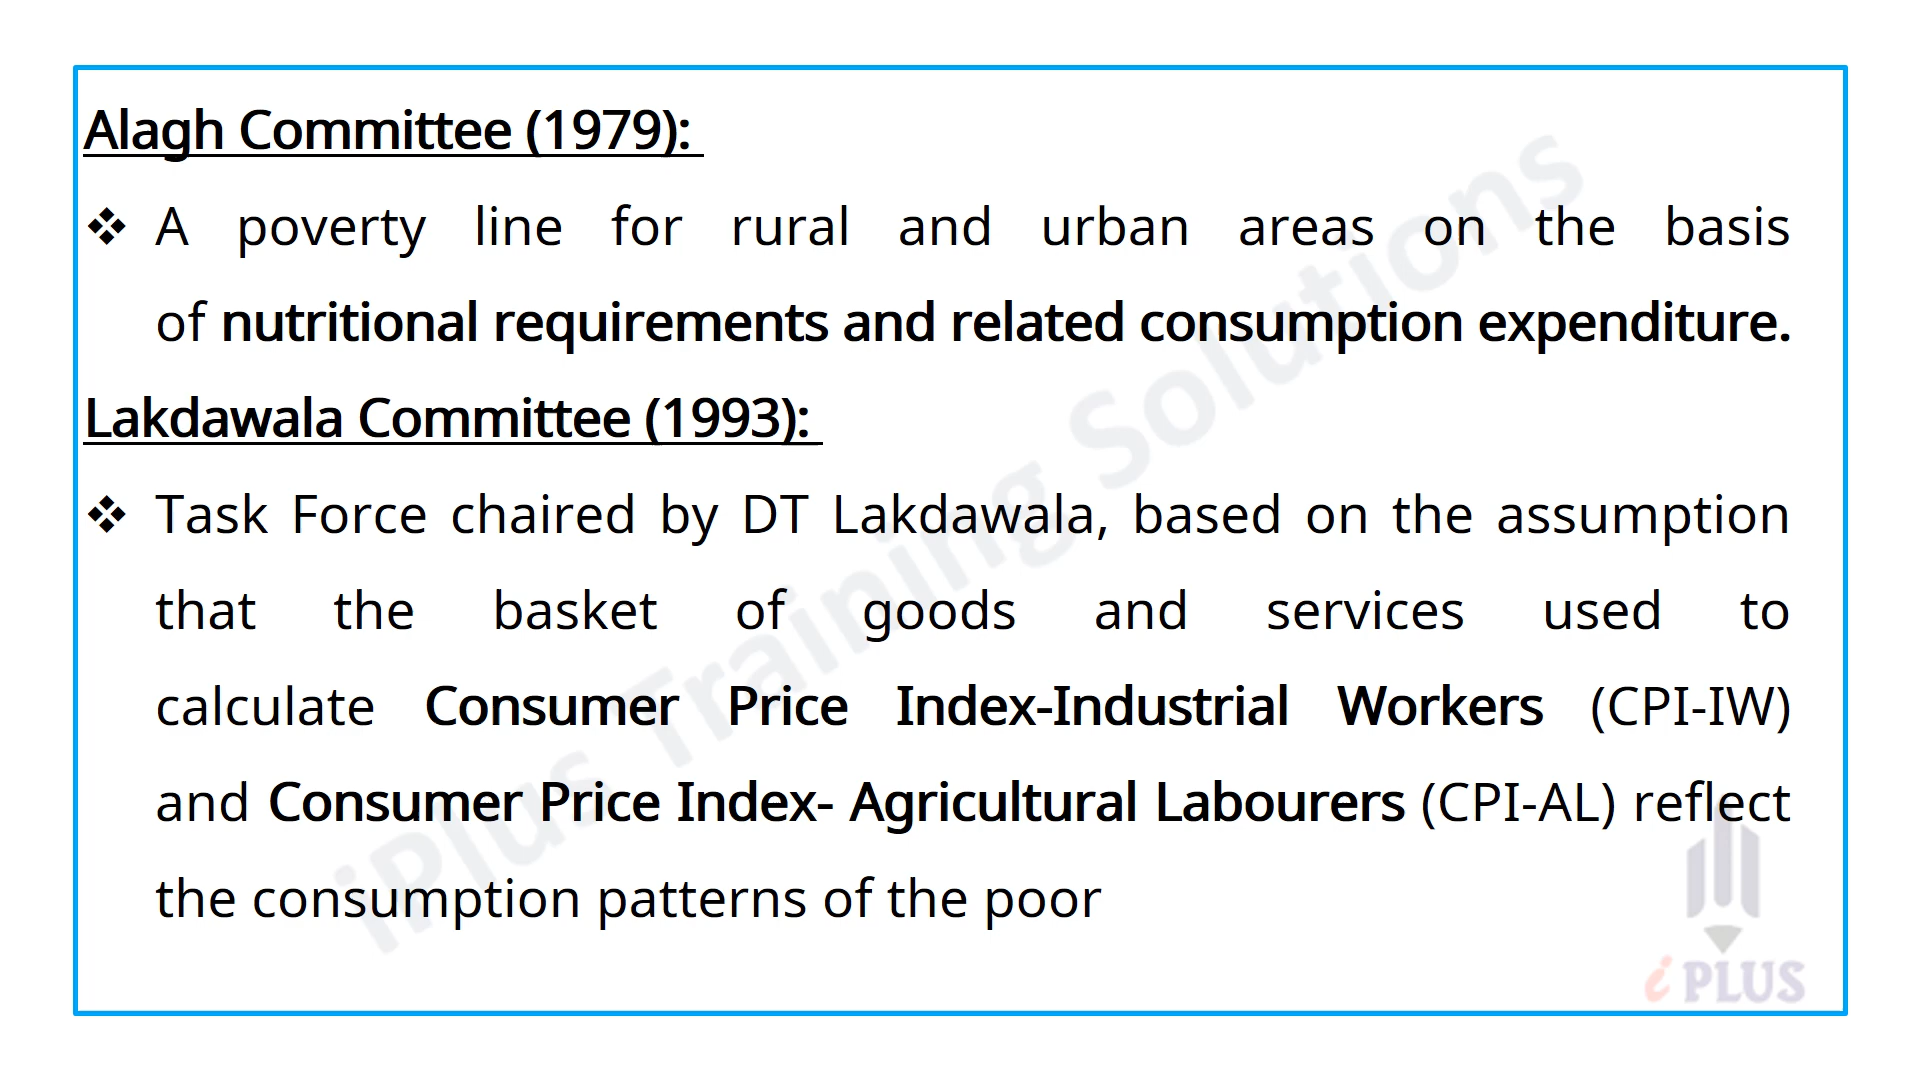 Alagh Committee (1979):
❖ A poverty line for rural and urban areas on the basis
of nutritional requirements and related consumption expenditure.
Lakdawala Committee (1993):
❖ Task Force chaired by DT Lakdawala, based on the assumption
that the basket of goods and services used to
calculate Consumer Price Index-Industrial Workers (CPI-IW)
and Consumer Price Index- Agricultural Labourers (CPI-AL) reflect
the consumption patterns of the poor
iPlus Training Solutions
i PLUS